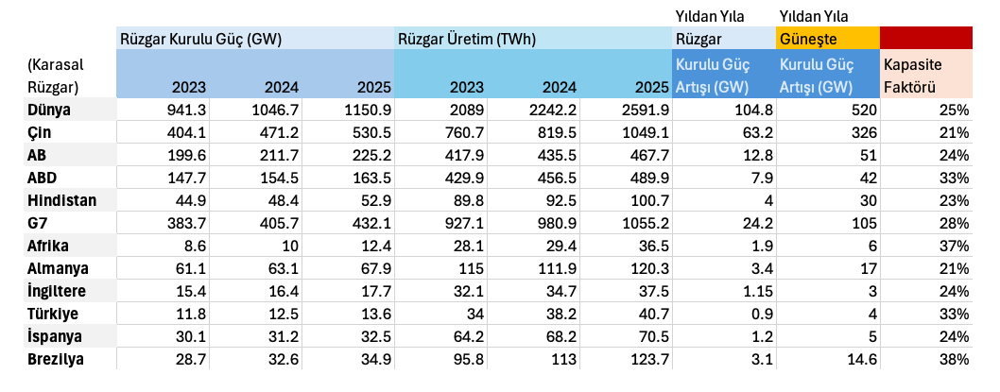 Yıldan Yıla Yıldan Yıla
Rüzgar Kurulu Güç (GW) Rüzgar Üretim (TWh) Rüzgar Güneşte
(Karasal Kurulu Güç Kurulu Güç Kapasite
Rüzgar) 2023 2024 2025 2023 2024 2025 Artışı (GW) Artışı (GW) Faktörü
Dünya 941.3 1046.7 1150.9 2089 2242.2 2591.9 104.8 520 25%
Çin 404.1 471.2 530.5 760.7 819.5 1049.1 63.2 326 21%
AB 199.6 211.7 225.2 417.9 435.5 467.7 12.8 51 24%
ABD 147.7 154.5 163.5 429.9 456.5 489.9 7.9 42 33%
Hindistan 44.9 48.4 52.9 89.8 92.5 100.7 4 30 23%
G7 383.7 405.7 432.1 927.1 980.9 1055.2 24.2 105 28%
Afrika 8.6 10 12.4 28.1 29.4 36.5 1.9 6 37%
Almanya 61.1 63.1 67.9 115 111.9 120.3 3.4 17 21%
İngiltere 15.4 16.4 17.7 32.1 34.7 37.5 1.15 3 24%
Türkiye 11.8 12.5 13.6 34 38.2 40.7 0.9 4 33%
İspanya 30.1 31.2 32.5 64.2 68.2 70.5 1.2 5 24%
Brezilya 28.7 32.6 34.9 95.8 113 123.7 3.1 14.6 38%